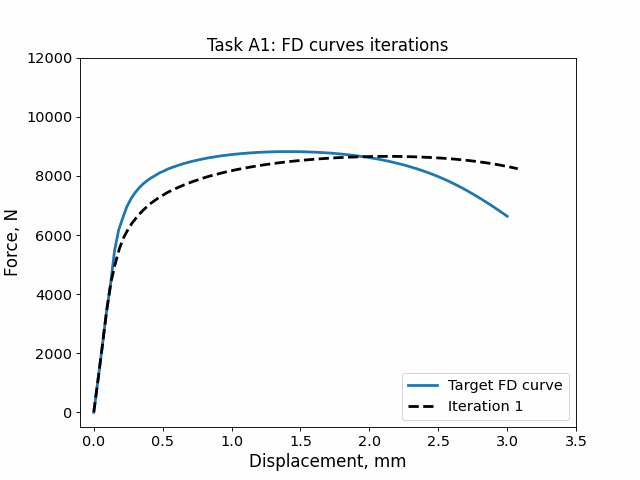 Task A1: FD curves iterations
12000
10000
8000
6000
4000
2000
0
Force, N
0.0 0.5 1.0 1.5 2.0 2.5 3.0 3.5
Displacement, mm
Target FD curve
Iteration 1